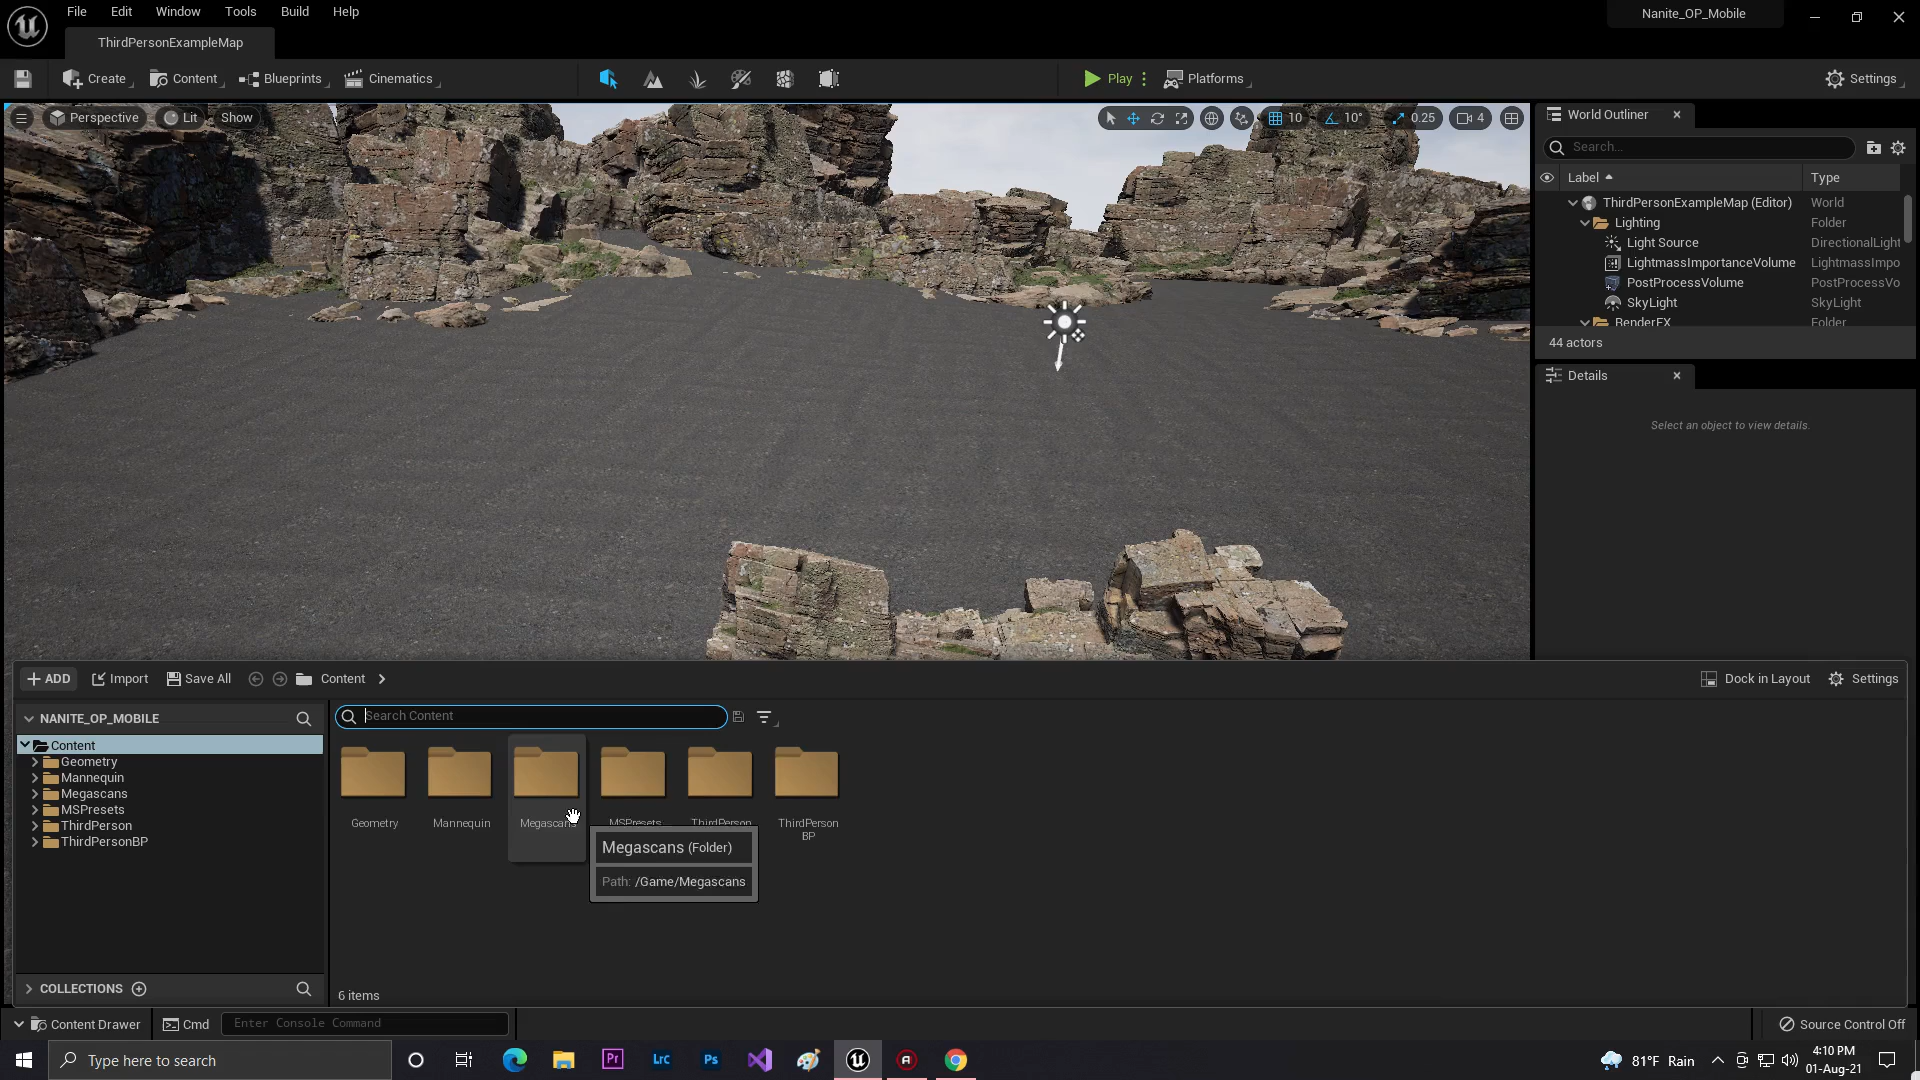 File Edit Window Tools Build Help
Nanite_OP_Mobile
ThirdPersonExampleMap
Create Content Blueprints Cinematics
Play Platforms
Settings
Perspective Lit Show
10 10° 0.25 4
World Outliner
Search...
Label Type
ThirdPersonExampleMap (Editor) World
Lighting Folder
Light Source DirectionalLight
LightmassImportanceVolume LightmassImpo
PostProcessVolume PostProcessVo
SkyLight SkyLight
RenderFX Folder
44 actors
Details
Select an object to view details.
ADD Import Save All Content
Dock in Layout Settings
NANITE_OP_MOBILE
Search Content
Content
Geometry
Mannequin
Megascans
MSPresets
ThirdPerson
ThirdPersonBP
Geometry Mannequin Megascans MSPresets ThirdPerson ThirdPerson
BP
Megascans (Folder)
Path: /Game/Megascans
COLLECTIONS
6 items
Content Drawer Cmd Enter Console Command
Source Control Off
Type here to search
Pr Lrc Ps
81°F Rain
4:10 PM
01-Aug-21